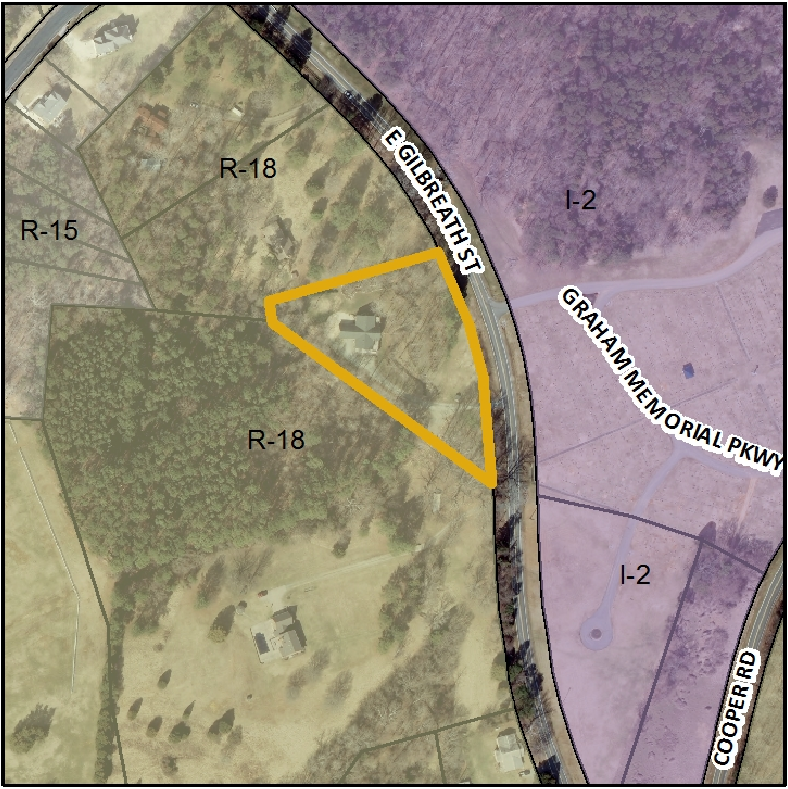 E GILBREATH ST
R-18
I-2
R-15
GRAHAM MEMORIAL PKWY
R-18
I-2
COOPER RD